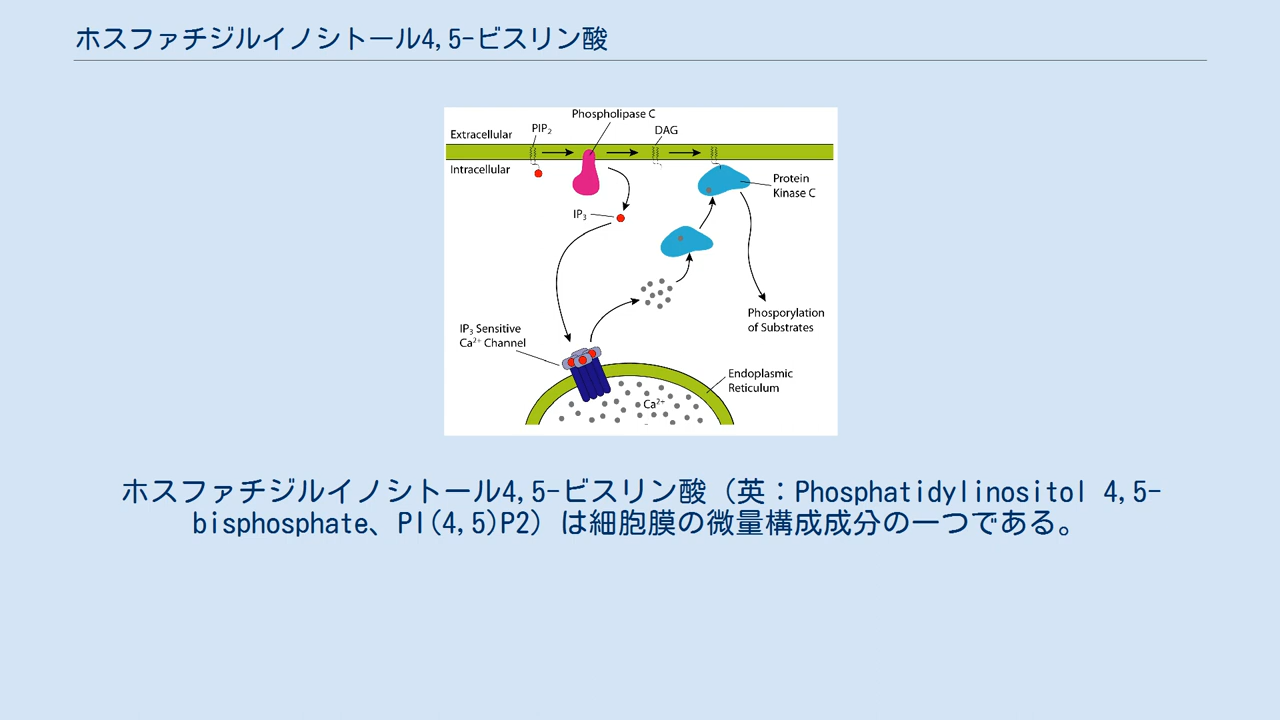 ホスファチジルイノシトール4,5-ビスリン酸
Phospholipase C
PIP2
DAG
Extracellular
Intracellular
Protein
Kinase C
IP3
Phosporylation
of Substrates
IP3 Sensitive
Ca2+ Channel
Endoplasmic
Reticulum
Ca2+
ホスファチジルイノシトール4,5-ビスリン酸（英：Phosphatidylinositol 4,5-
bisphosphate、PI(4,5)P2）は細胞膜の微量構成成分の一つである。